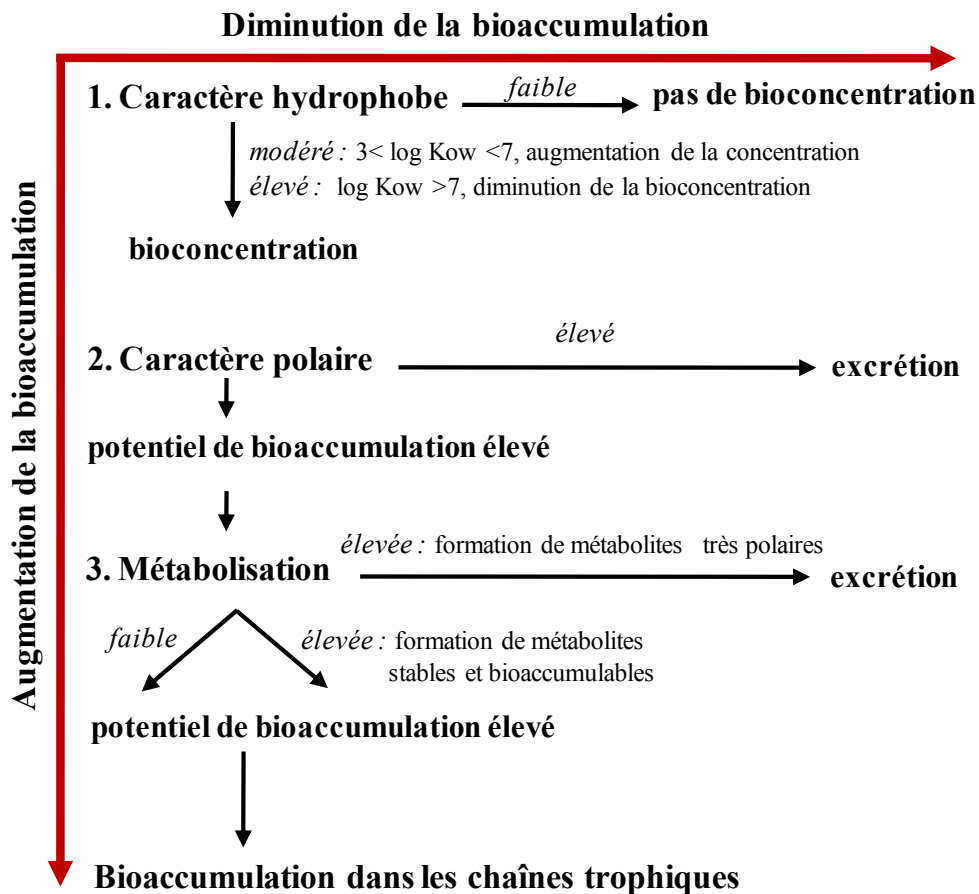 Diminution de la bioaccumulation
Augmentation de la bioaccumulation
1. Caractère hydrophobe
faible
pas de bioconcentration
modéré : 3< log Kow <7, augmentation de la concentration
élevé : log Kow >7, diminution de la bioconcentration
bioconcentration
2. Caractère polaire
élevé
excrétion
potentiel de bioaccumulation élevé
3. Métabolisation
élevée : formation de métabolites très polaires
excrétion
faible
élevée : formation de métabolites
stables et bioaccumulables
potentiel de bioaccumulation élevé
Bioaccumulation dans les chaînes trophiques